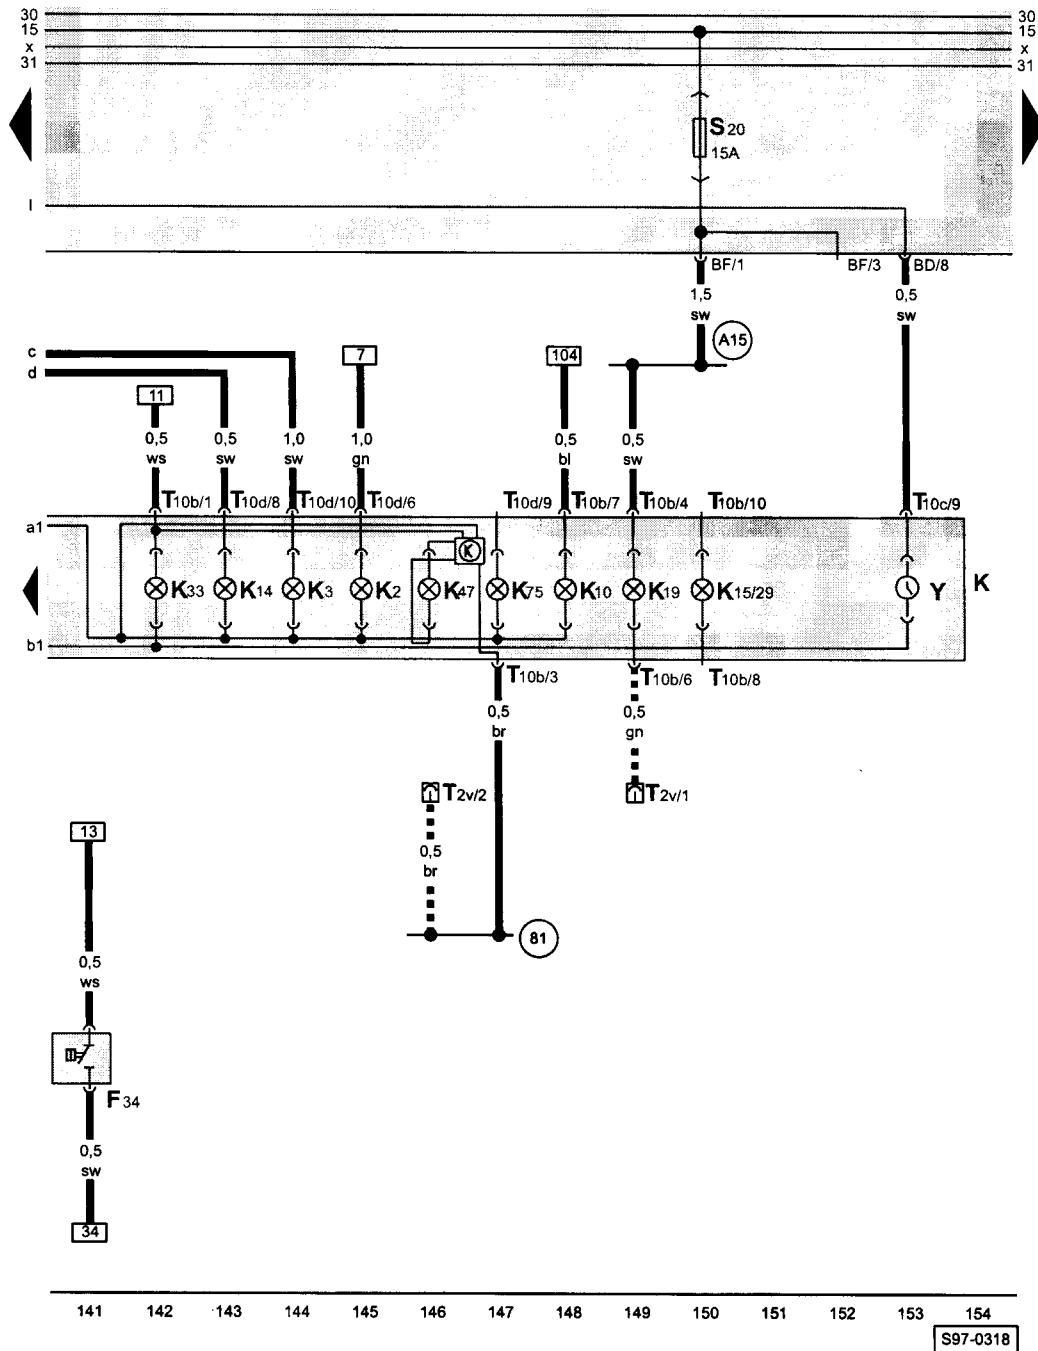 30 30
15 15
x x
31 31
S20
15A
l
BF/1 BF/3 BD/8
1,5 0,5
sw sw
A15
c
d
7 104
11
0,5 0,5 1,0 1,0 0,5 0,5
ws sw sw gn bl sw
T10b/1 T10d/8 T10d/10 T10d/6 T10d/9 T10b/7 T10b/4 T10b/10 T10c/9
a1
K
K33 K14 K3 K2 K47 K75 K10 K19 K15/29 Y K
b1
T10b/3 T10b/6 T10b/8
0,5 0,5
br gn
T2v/2 T2v/1
13
0,5
br
81
0,5
ws
F34
0,5
sw
34
141 142 143 144 145 146 147 148 149 150 151 152 153 154
S97-0318